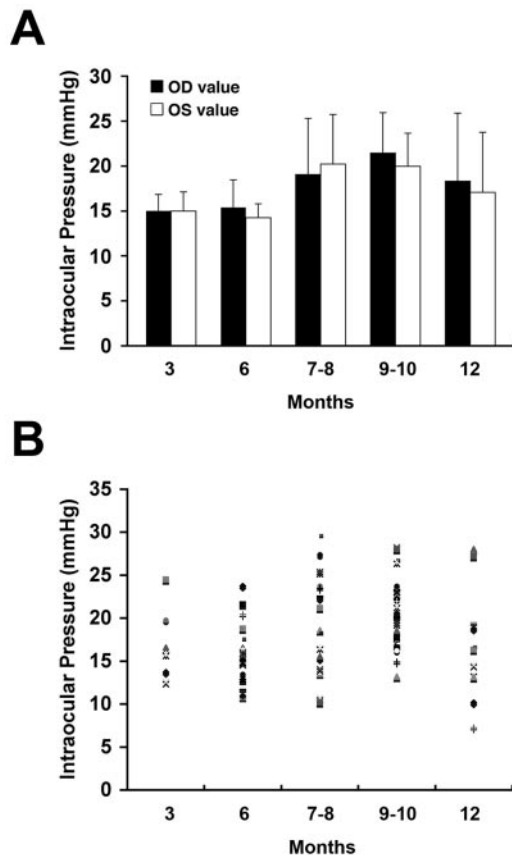 A
Intraocular Pressure (mmHg)
30
25
20
15
10
5
0
OD value
OS value
3 6 7-8 9-10 12
Months
B
Intraocular Pressure (mmHg)
35
30
25
20
15
10
5
0
3 6 7-8 9-10 12
Months